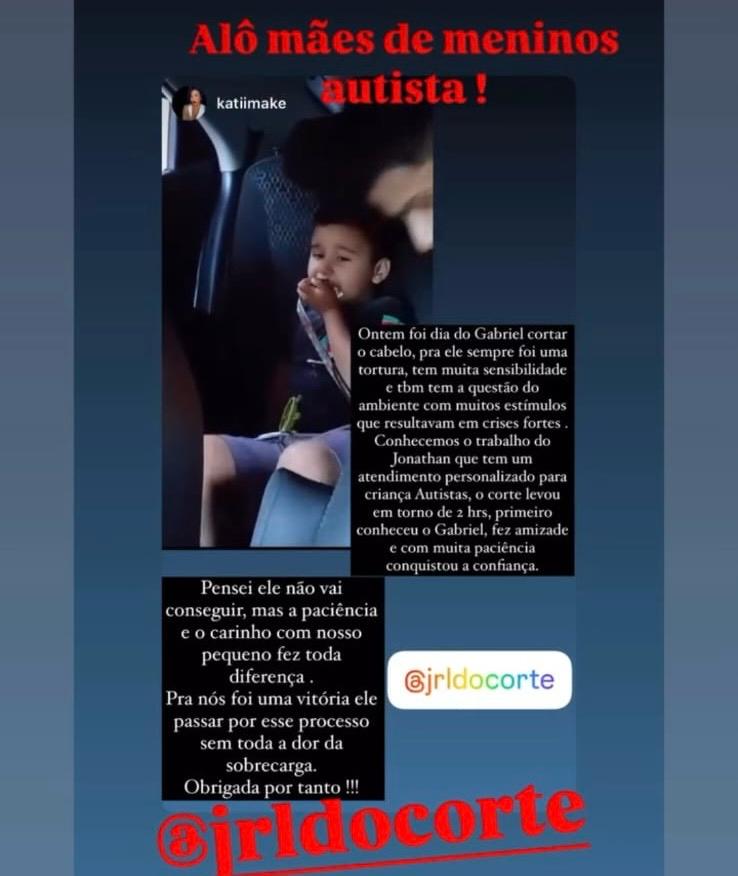 Alô mães de meninos
autista !
katiimake
Ontem foi dia do Gabriel cortar
o cabelo, pra ele sempre foi uma
tortura, tem muita sensibilidade
e tbm tem a questão do
ambiente com muitos estímulos
que resultavam em crises fortes .
Conhecemos o trabalho do
Jonathan que tem um
atendimento personalizado para
criança Autistas, o corte levou
em torno de 2 hrs, primeiro
conheceu o Gabriel, fez amizade
e com muita paciência
conquistou a confiança.
Pensei ele não vai
conseguir, mas a paciência
e o carinho com nosso
pequeno fez toda
diferença .
Pra nós foi uma vitória ele
passar por esse processo
sem toda a dor da
sobrecarga.
Obrigada por tanto !!!
@jrldocorte
@jrldocorte